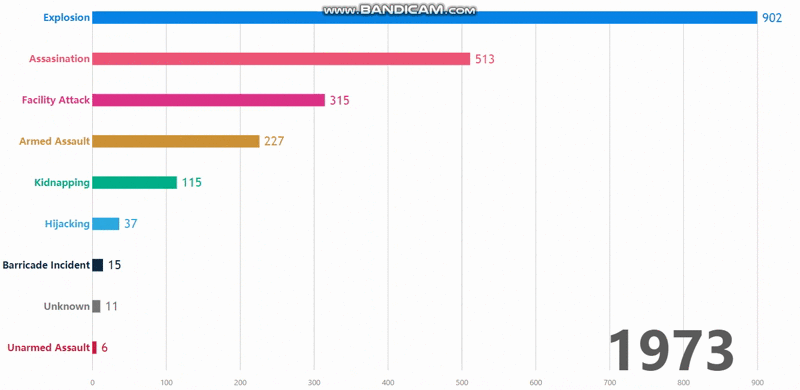 www.BANDICAM.com
Explosion 902
Assasination 513
Facility Attack 315
Armed Assault 227
Kidnapping 115
Hijacking 37
Barricade Incident 15
Unknown 11
Unarmed Assault 6
1973
0 100 200 300 400 500 600 700 800 900